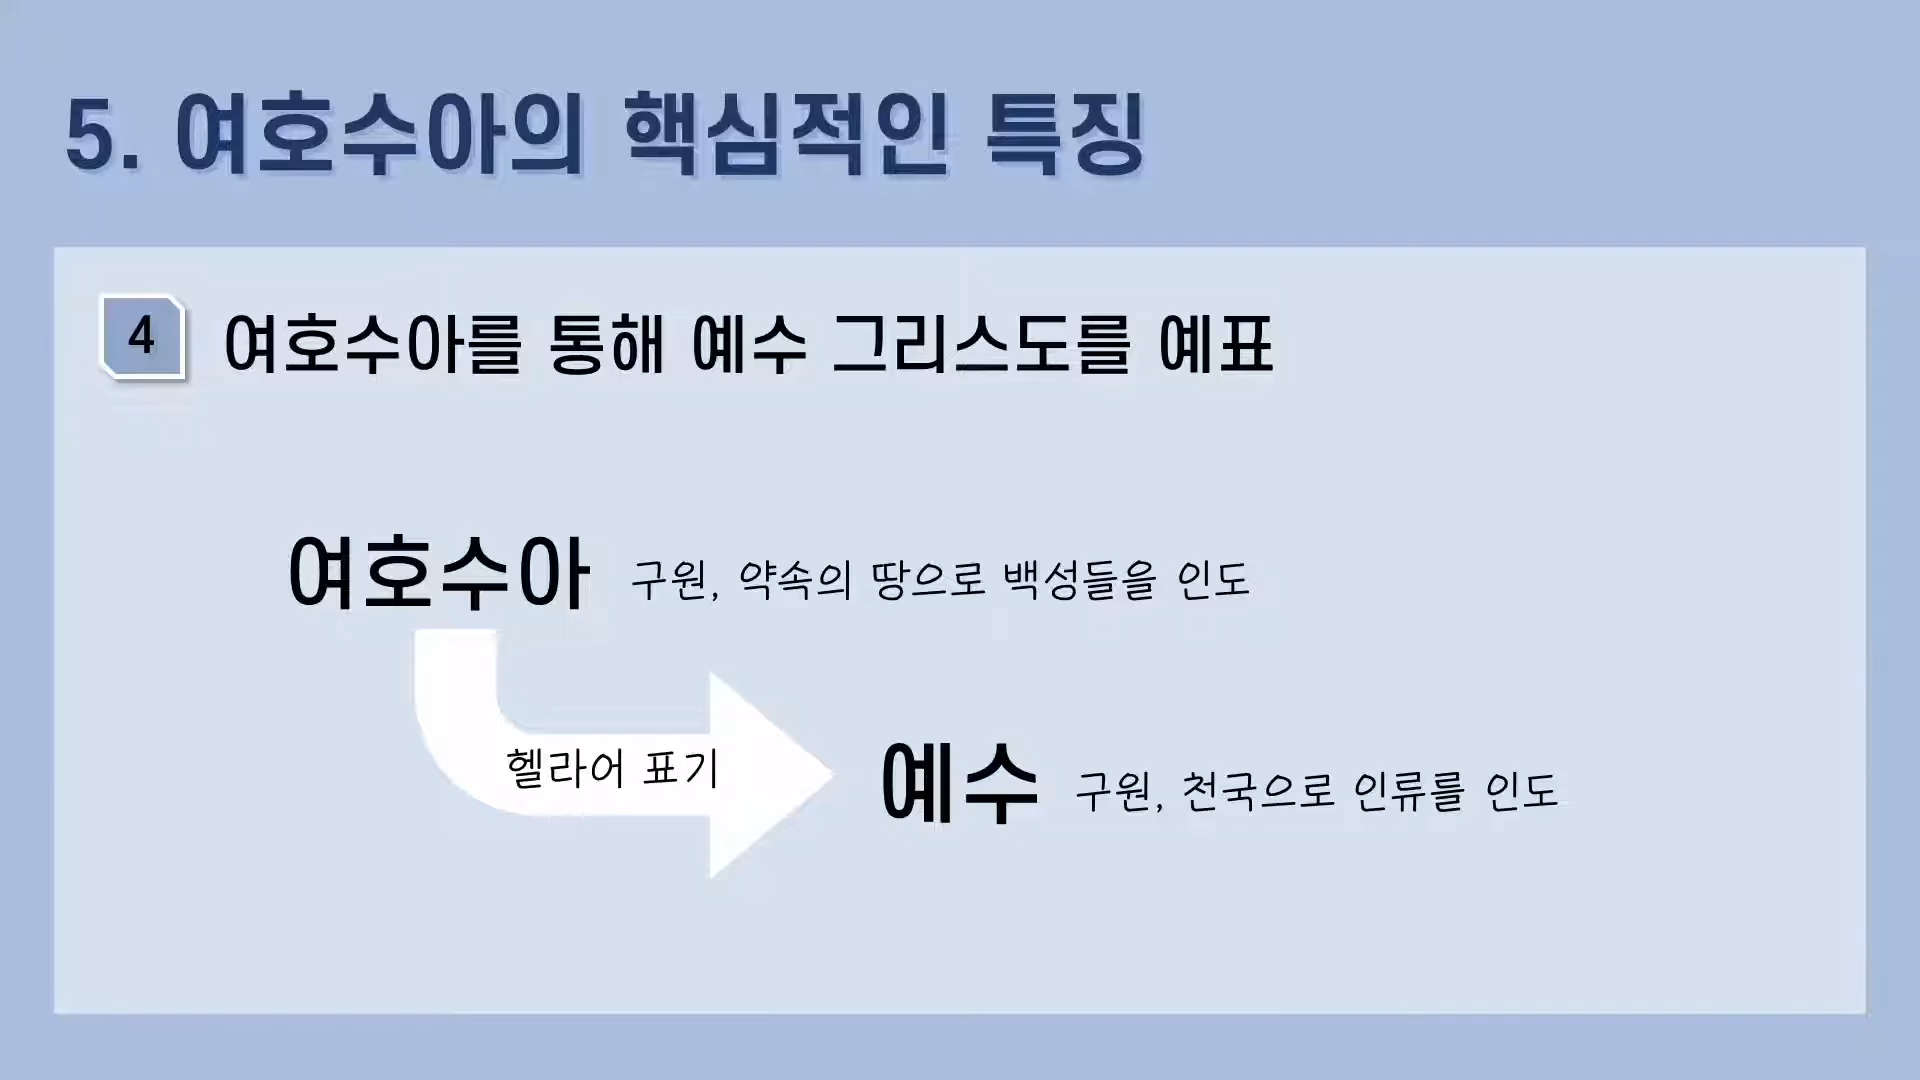 5. 여호수아의 핵심적인 특징
4 여호수아를 통해 예수 그리스도를 예표
여호수아 구원, 약속의 땅으로 백성들을 인도
헬라어 표기
예수 구원, 천국으로 인류를 인도